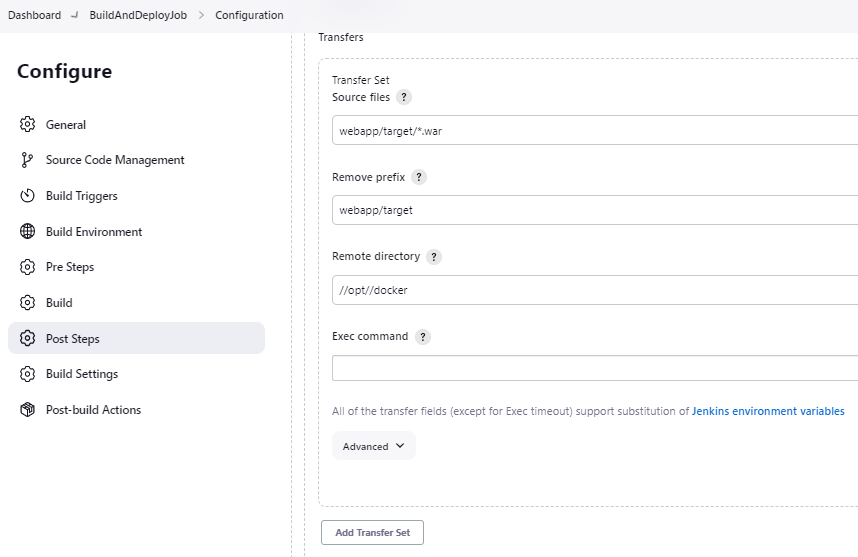 Dashboard BuildAndDeployJob > Configuration
Configure
General
Source Code Management
Build Triggers
Build Environment
Pre Steps
Build
Post Steps
Build Settings
Post-build Actions
Transfers
Transfer Set
Source files ?
webapp/target/*.war
Remove prefix ?
webapp/target
Remote directory ?
//opt//docker
Exec command ?
All of the transfer fields (except for Exec timeout) support substitution of Jenkins environment variables
Advanced
Add Transfer Set